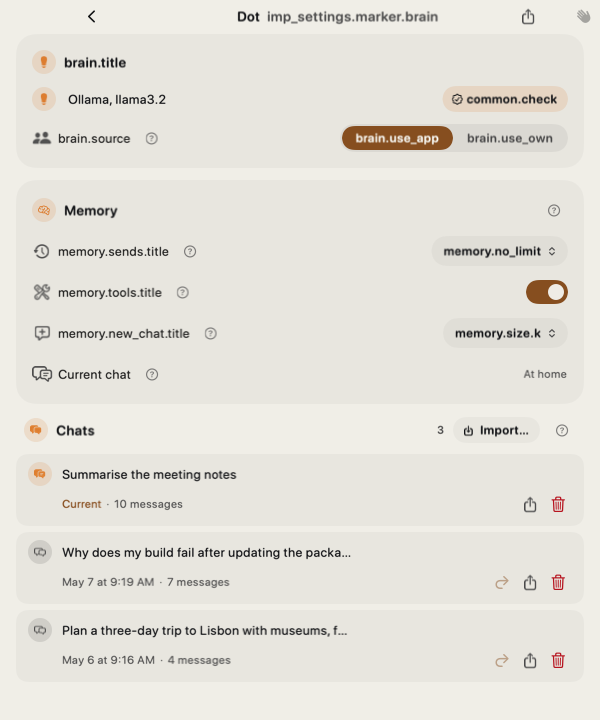 Dot imp_settings.marker.brain
brain.title
Ollama, llama3.2
common.check
brain.source
brain.use_app
brain.use_own
Memory
memory.sends.title
memory.no_limit
memory.tools.title
memory.new_chat.title
memory.size.k
Current chat
At home
Chats
3
Import...
Summarise the meeting notes
Current · 10 messages
Why does my build fail after updating the packa...
May 7 at 9:19 AM · 7 messages
Plan a three-day trip to Lisbon with museums, f...
May 6 at 9:16 AM · 4 messages